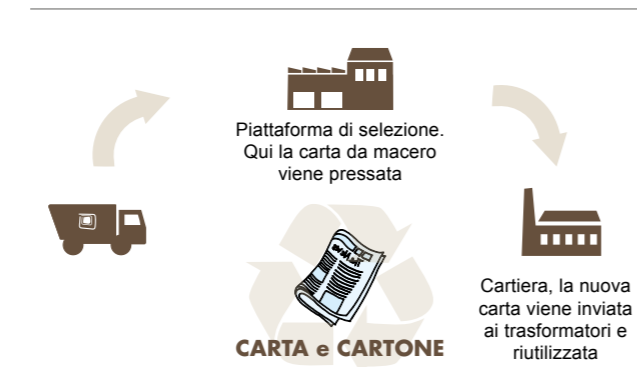 Piattaforma di selezione.
Qui la carta da macero
viene pressata
Cartiera, la nuova
carta viene inviata
ai trasformatori e
riutilizzata
CARTA e CARTONE